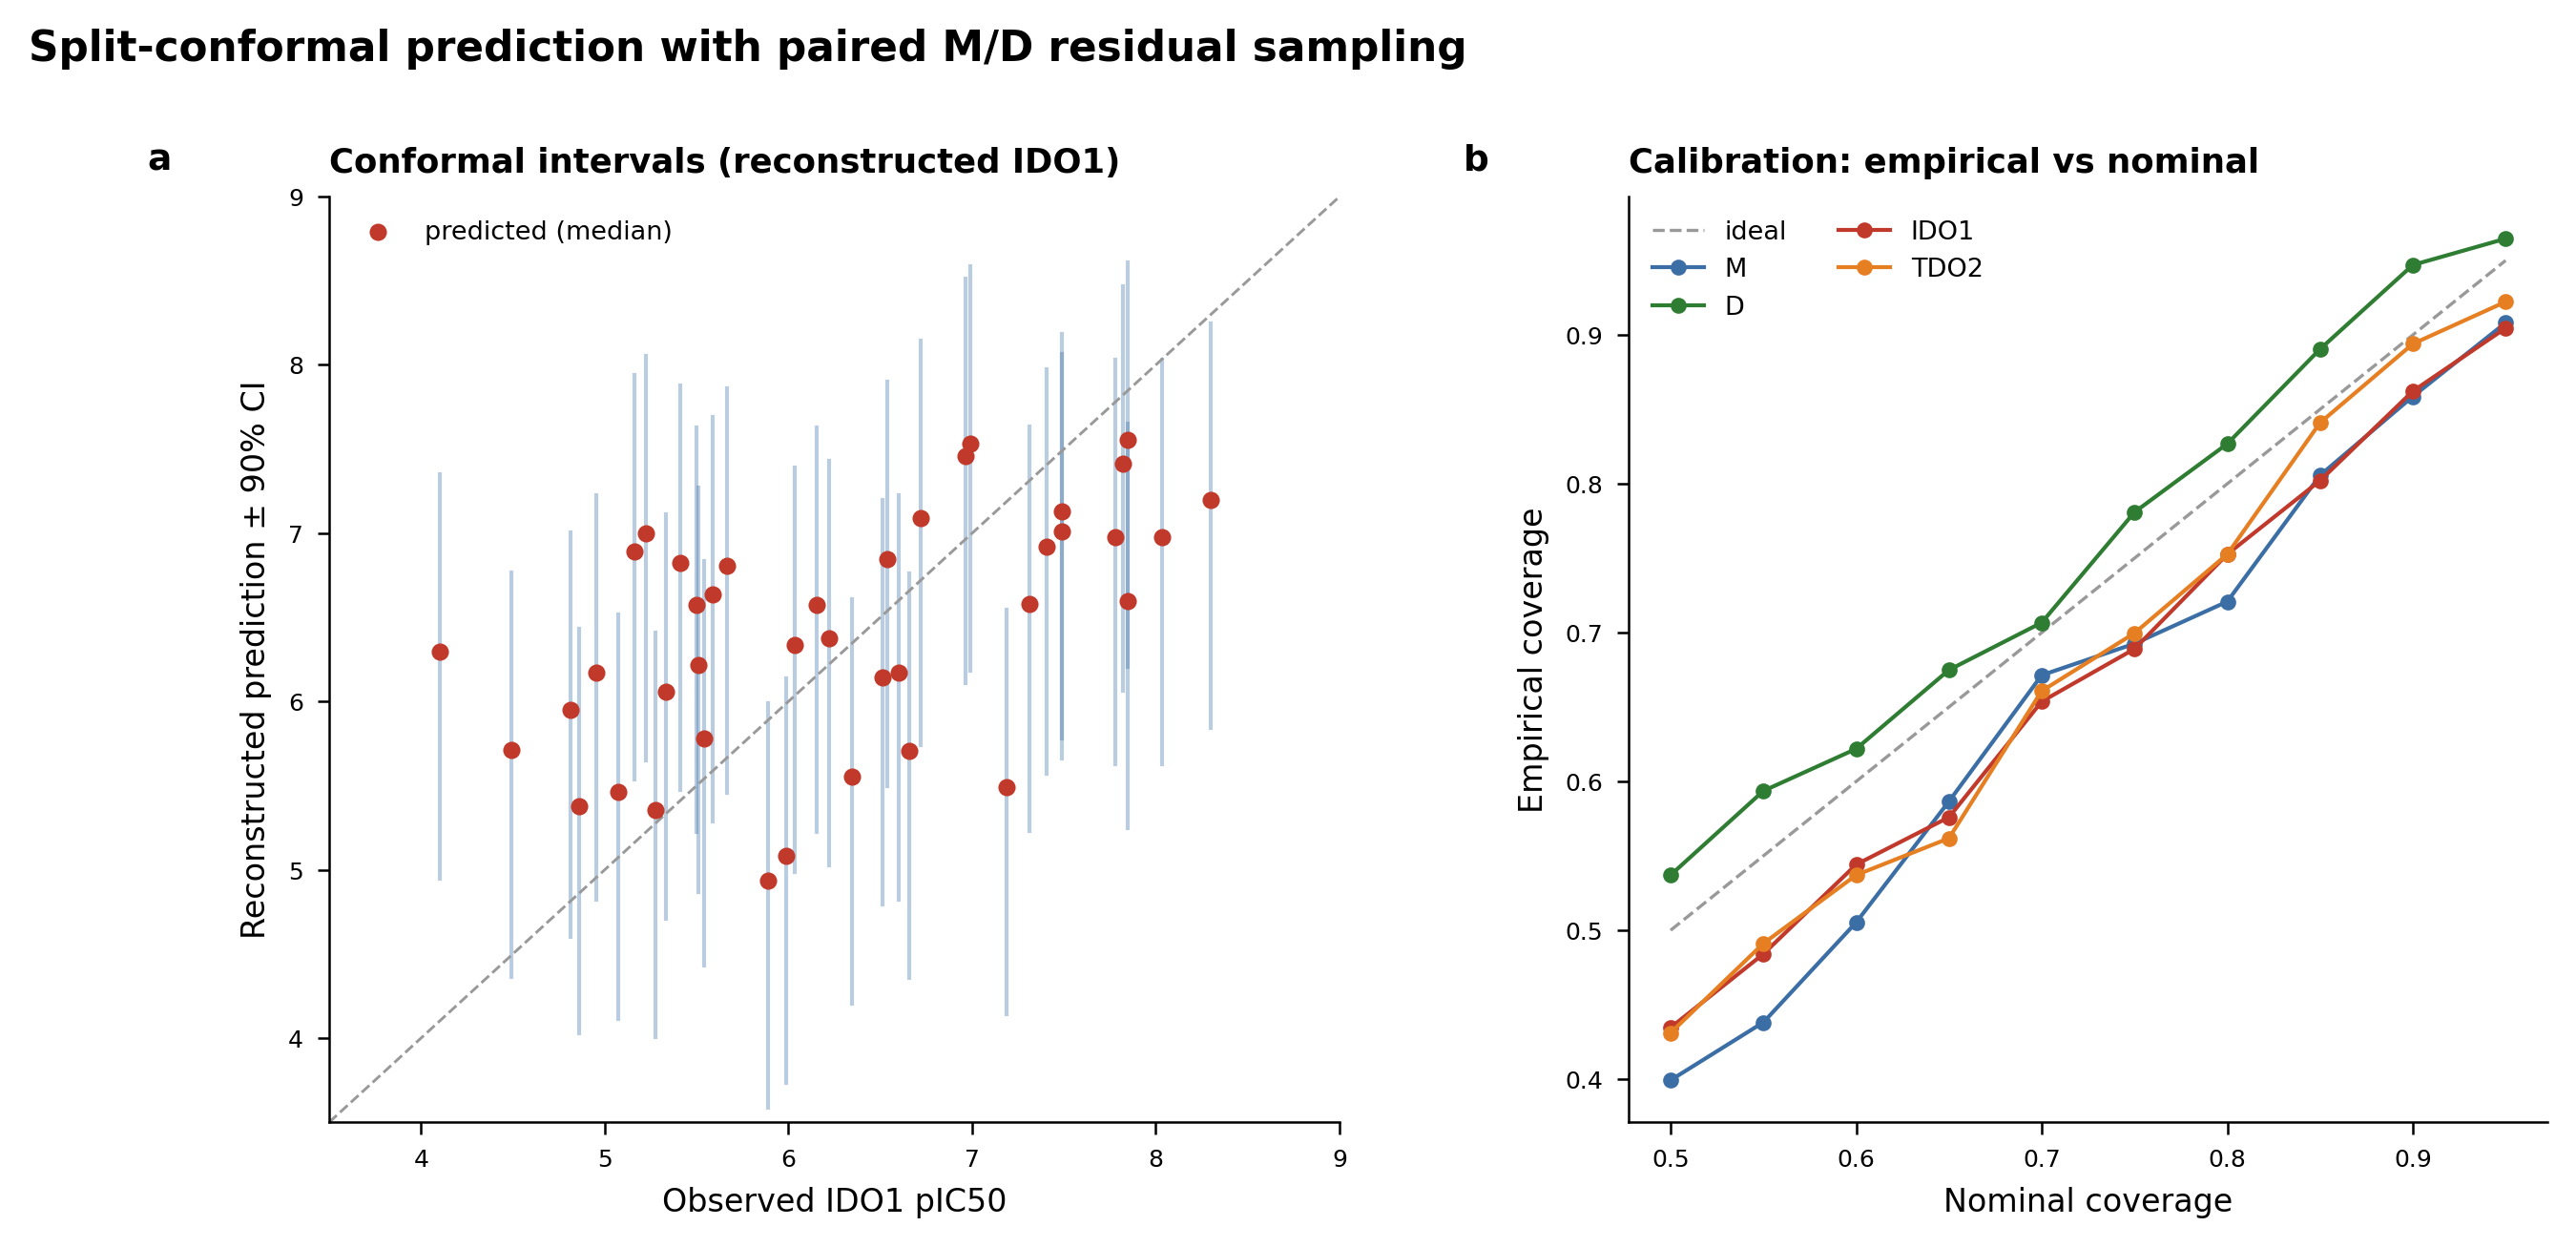 Split-conformal prediction with paired M/D residual sampling
a
Conformal intervals (reconstructed IDO1)
predicted (median)
Reconstructed prediction ± 90% CI
9
8
7
6
5
4
4 5 6 7 8 9
Observed IDO1 pIC50
b
Calibration: empirical vs nominal
ideal
M
D
IDO1
TDO2
Empirical coverage
0.9
0.8
0.7
0.6
0.5
0.4
0.5 0.6 0.7 0.8 0.9
Nominal coverage